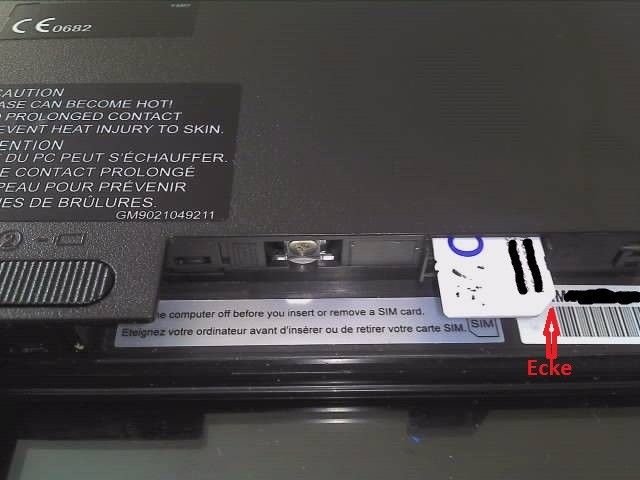 CE0682
CAUTION
ASE CAN BECOME HOT!
PROLONGED CONTACT
EVENT HEAT INJURY TO SKIN.
ENTION
DU PC PEUT S'ÉCHAUFFER.
E CONTACT PROLONGÉ
PEAU POUR PRÉVENIR
ES DE BRÛLURES.
GM9021049211
e computer off before you insert or remove a SIM card.
Eteignez votre ordinateur avant d'insérer ou de retirer votre carte SIM.
SIM
Ecke